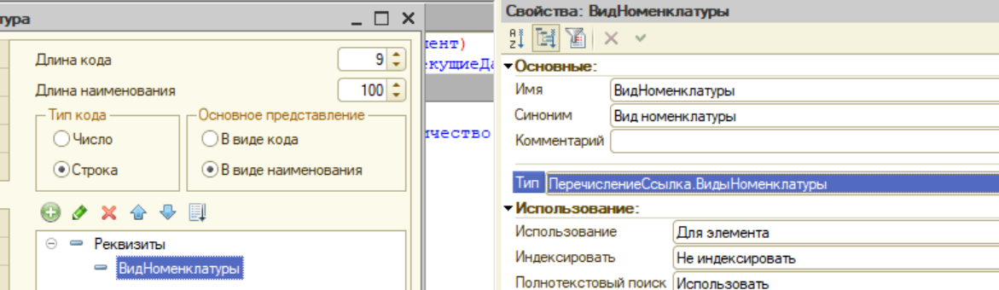 тура
Длина кода 9
Длина наименования 100
Тип кода
Основное представление
Число
В виде кода
Строка
В виде наименования
Реквизиты
ВидНоменклатуры
мент)
екущиеДа
ичество
Свойства: ВидНоменклатуры
Основные:
Имя ВидНоменклатуры
Синоним Вид номенклатуры
Комментарий
Тип ПеречислениеСсылка.ВидыНоменклатуры
Использование:
Использование Для элемента
Индексировать Не индексировать
Полнотекстовый поиск Использовать